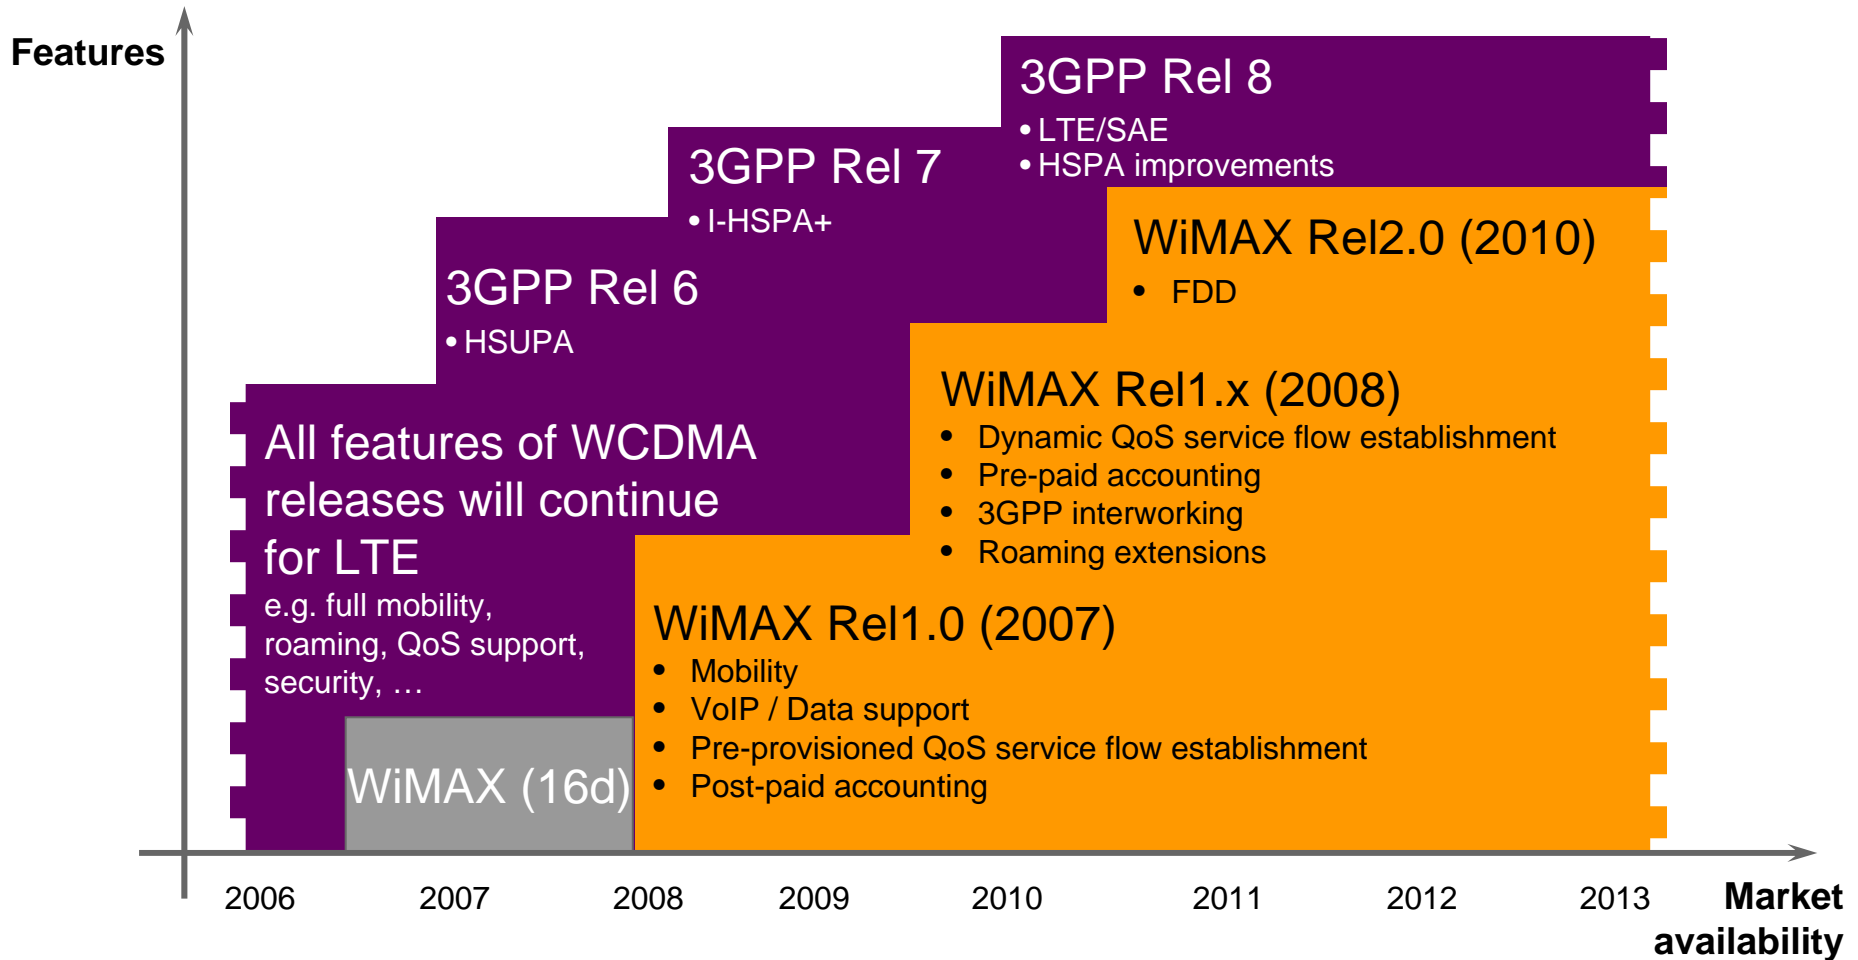 Features
3GPP Rel 8
• LTE/SAE
• HSPA improvements
3GPP Rel 7
• I-HSPA+
WiMAX Rel2.0 (2010)
• FDD
3GPP Rel 6
• HSUPA
WiMAX Rel1.x (2008)
• Dynamic QoS service flow establishment
• Pre-paid accounting
• 3GPP interworking
• Roaming extensions
All features of WCDMA
releases will continue
for LTE
e.g. full mobility,
roaming, QoS support,
security, …
WiMAX Rel1.0 (2007)
• Mobility
• VoIP / Data support
• Pre-provisioned QoS service flow establishment
• Post-paid accounting
WiMAX (16d)
2006 2007 2008 2009 2010 2011 2012 2013
Market
availability